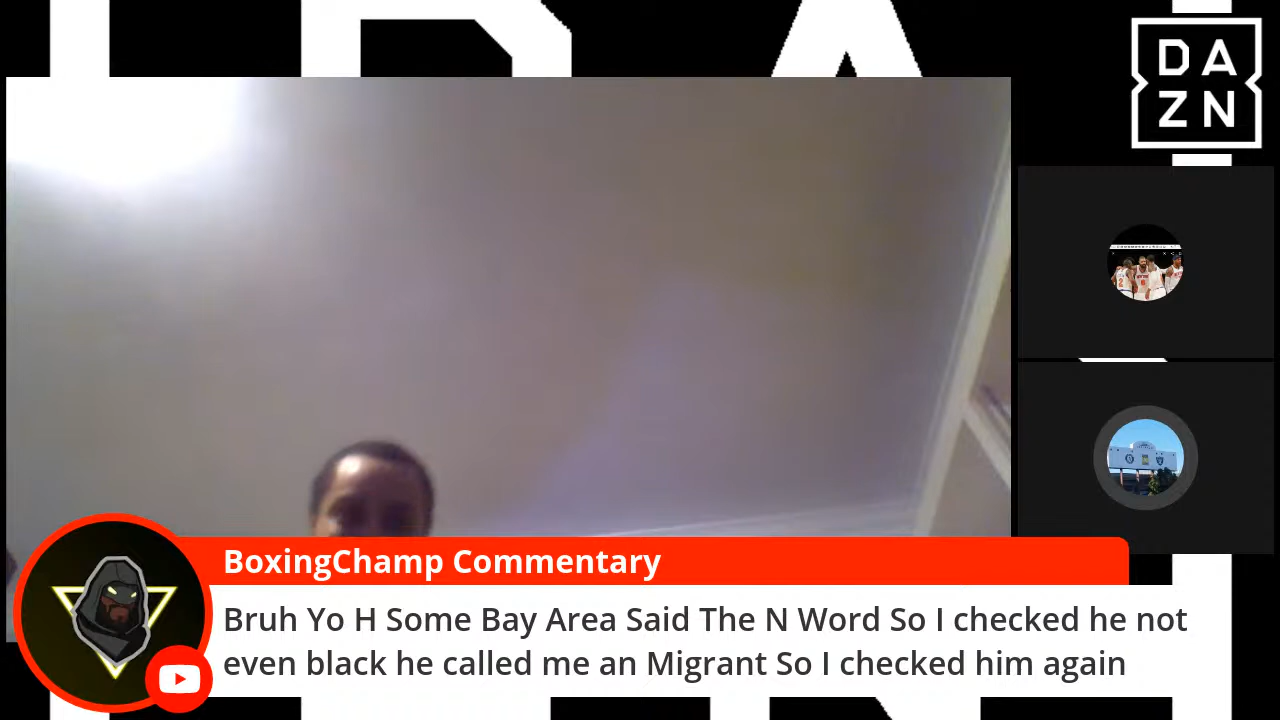 DA
ZN
BoxingChamp Commentary
Bruh Yo H Some Bay Area Said The N Word So I checked he not
even black he called me an Migrant So I checked him again